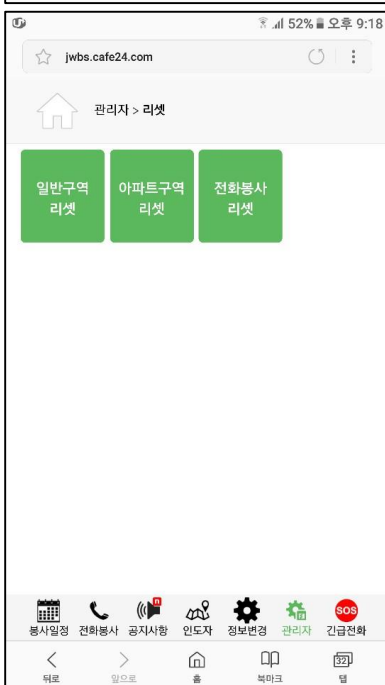 52% 오후 9:18
jwbs.cafe24.com
관리자 > 리셋
일반구역 리셋
아파트구역 리셋
전화봉사 리셋
봉사일정 전화봉사 공지사항 인도자 정보변경 관리자 긴급전화
n
SOS
뒤로 앞으로 홈 북마크 탭
32